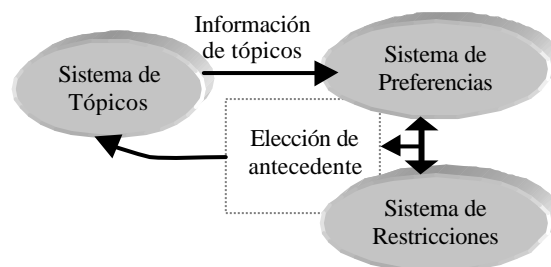 Información
de tópicos
Sistema de
Tópicos
Sistema de
Preferencias
Elección de
antecedente
Sistema de
Restricciones